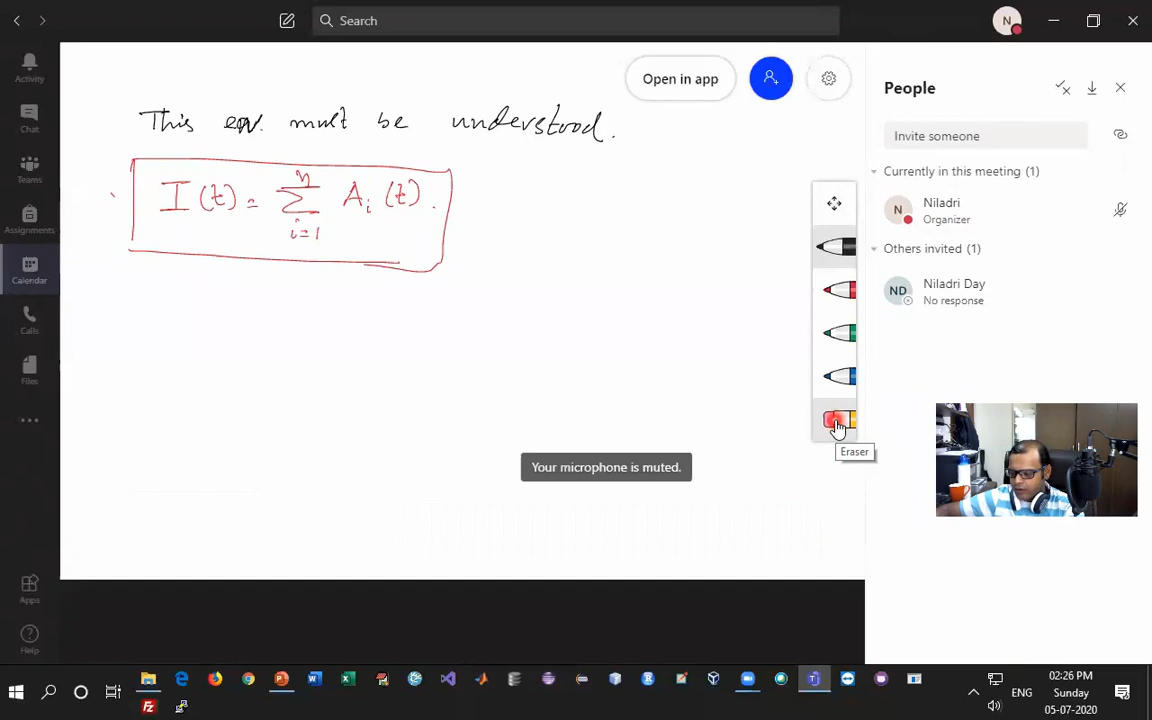 Search
N
Activity
Chat
Teams
Assignments
Calendar
Calls
Files
Apps
Help
Open in app
This eqn. must be understood.
I(t) = n∑i=1 Ai(t).
Eraser
Your microphone is muted.
People
Invite someone
Currently in this meeting (1)
N
Niladri
Organizer
Others invited (1)
ND
Niladri Day
No response
ENG
02:26 PM
Sunday
05-07-2020